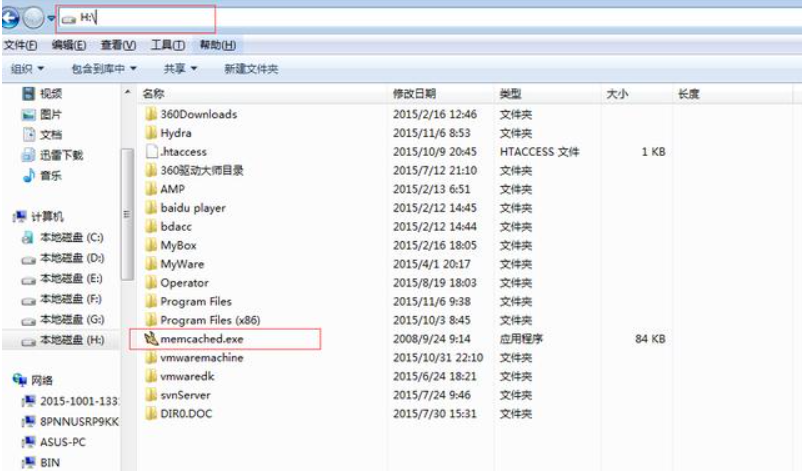 H:\
文件(F) 编辑(E) 查看(V) 工具(T) 帮助(H)
组织 包含到库中 共享 新建文件夹
名称 修改日期 类型 大小 长度
视频
图片
文档
迅雷下载
音乐
计算机
本地磁盘 (C:)
本地磁盘 (D:)
本地磁盘 (E:)
本地磁盘 (F:)
本地磁盘 (G:)
本地磁盘 (H:)
网络
2015-1001-133
8PNNUSRP9KK
ASUS-PC
BIN
360Downloads 2015/2/16 12:46 文件夹
Hydra 2015/11/6 8:53 文件夹
.htaccess 2015/10/9 20:45 HTACCESS 文件 1 KB
360驱动大师目录 2015/7/12 21:10 文件夹
AMP 2015/2/13 6:51 文件夹
baidu player 2015/2/12 14:45 文件夹
bdacc 2015/2/12 14:44 文件夹
MyBox 2015/2/16 18:05 文件夹
MyWare 2015/4/1 20:17 文件夹
Operator 2015/8/19 18:03 文件夹
Program Files 2015/11/6 9:38 文件夹
Program Files (x86) 2015/10/3 8:45 文件夹
memcached.exe 2008/9/24 9:14 应用程序 84 KB
vmwaremachine 2015/10/31 22:10 文件夹
vmwaredk 2015/6/24 18:21 文件夹
svnServer 2015/7/24 9:46 文件夹
DIR0.DOC 2015/7/30 15:31 文件夹